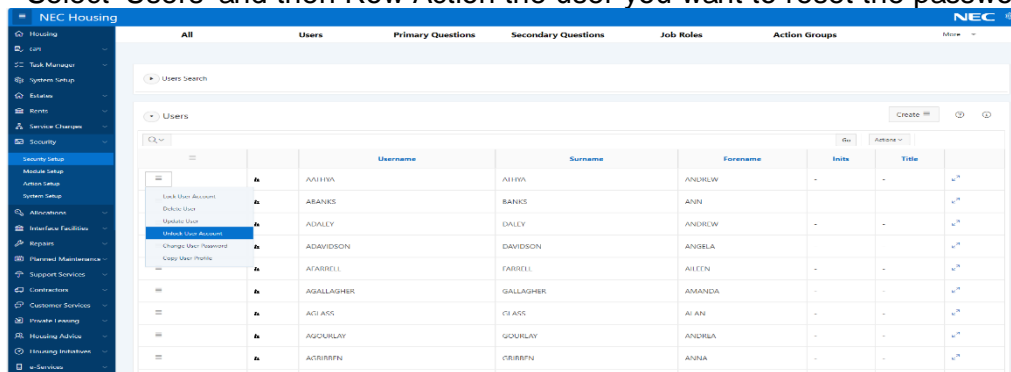 Select 'Users' and then Row Action the user you want to reset the passwo
NEC Housing NEC
Housing All Users Primary Questions Secondary Questions Job Roles Action Groups More
Task Manager
System Setup Users Search
Estates
Rents Users Create
Service Charges
Security Go Actions
Security Setup Username Surname Forename Inits Title
Module Setup
Action Setup AATHYA ATHYA ANDREW - -
System Setup Lock User Account ABANKS BANKS ANN
Allocations Delete User
Interface Facilities Update User ADALEY DALEY ANDREW - -
Unlock User Account
Repairs Change User Password ADAVIDSON DAVIDSON ANGELA
Planned Maintenance Copy User Profile
Support Services AFARRELL FARRELL AILEEN - -
Contractors AGALLAGHER GALLAGHER AMANDA - -
Customer Services
Private Leasing AGLASS GLASS ALAN - -
Housing Advice AGOURLAY GOURLAY ANDREA - -
Housing Initiatives
e-Services AGRIBBEN GRIBBEN ANNA - -